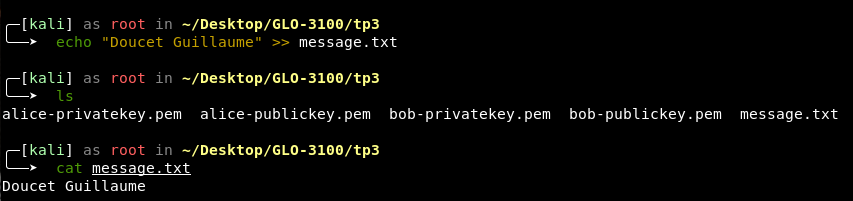 [kali] as root in ~/Desktop/GLO-3100/tp3
echo "Doucet Guillaume" >> message.txt
[kali] as root in ~/Desktop/GLO-3100/tp3
ls
alice-privatekey.pem alice-publickey.pem bob-privatekey.pem bob-publickey.pem message.txt
[kali] as root in ~/Desktop/GLO-3100/tp3
cat message.txt
Doucet Guillaume